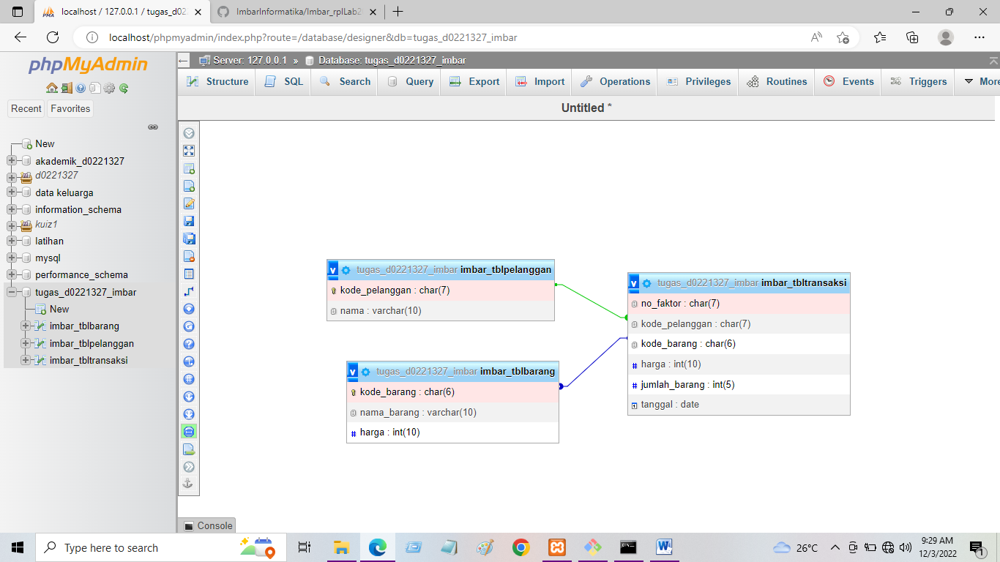 localhost / 127.0.0.1 / tugas_d02
ImbarInformatika/Imbar_rplLab2
localhost/phpmyadmin/index.php?route=/database/designer&db=tugas_d0221327_imbar
phpMyAdmin
Recent Favorites
New
akademik_d0221327
d0221327
data keluarga
information_schema
kuiz1
latihan
mysql
performance_schema
tugas_d0221327_imbar
New
imbar_tblbarang
imbar_tblpelanggan
imbar_tbltransaksi
Server: 127.0.0.1 » Database: tugas_d0221327_imbar
Structure SQL Search Query Export Import Operations Privileges Routines Events Triggers More
Untitled *
tugas_d0221327_imbar imbar_tblpelanggan
kode_pelanggan : char(7)
nama : varchar(10)
tugas_d0221327_imbar imbar_tblbarang
kode_barang : char(6)
nama_barang : varchar(10)
harga : int(10)
tugas_d0221327_imbar imbar_tbltransaksi
no_faktor : char(7)
kode_pelanggan : char(7)
kode_barang : char(6)
harga : int(10)
jumlah_barang : int(5)
tanggal : date
Console
Type here to search
26°C
9:29 AM
12/3/2022
1